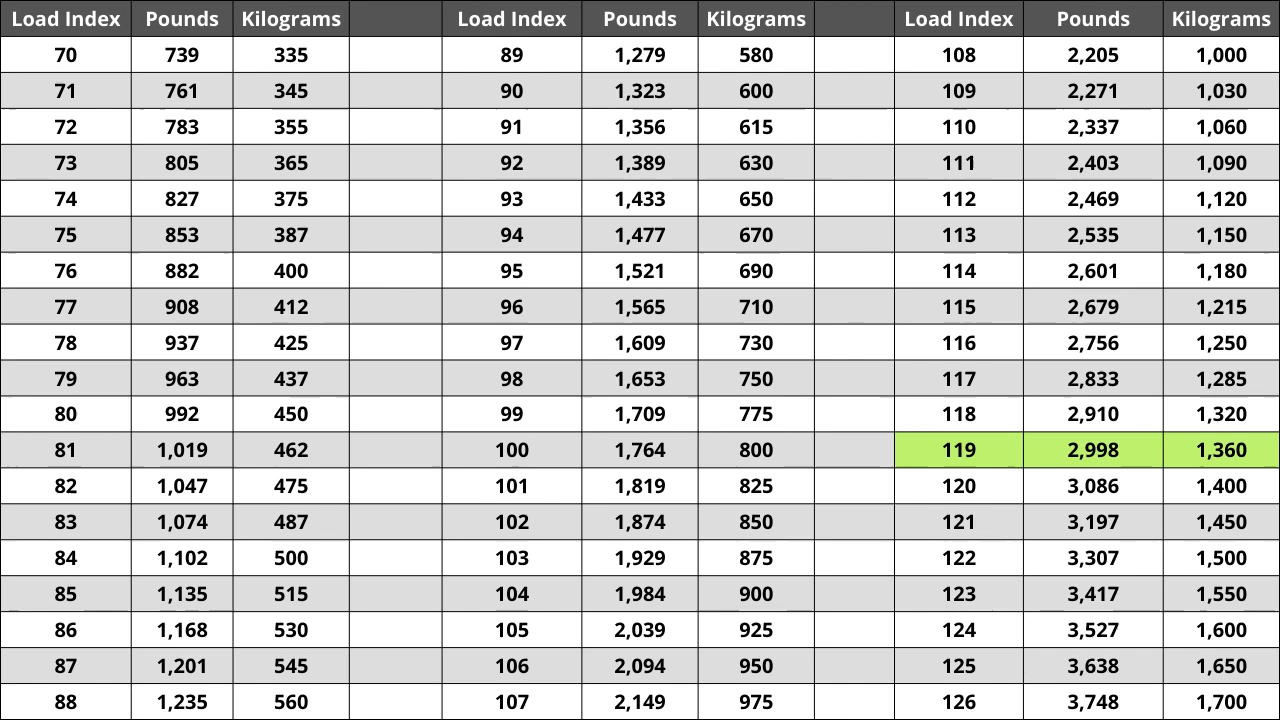 Load Index Pounds Kilograms Load Index Pounds Kilograms Load Index Pounds Kilograms
70 739 335 89 1,279 580 108 2,205 1,000
71 761 345 90 1,323 600 109 2,271 1,030
72 783 355 91 1,356 615 110 2,337 1,060
73 805 365 92 1,389 630 111 2,403 1,090
74 827 375 93 1,433 650 112 2,469 1,120
75 853 387 94 1,477 670 113 2,535 1,150
76 882 400 95 1,521 690 114 2,601 1,180
77 908 412 96 1,565 710 115 2,679 1,215
78 937 425 97 1,609 730 116 2,756 1,250
79 963 437 98 1,653 750 117 2,833 1,285
80 992 450 99 1,709 775 118 2,910 1,320
81 1,019 462 100 1,764 800 119 2,998 1,360
82 1,047 475 101 1,819 825 120 3,086 1,400
83 1,074 487 102 1,874 850 121 3,197 1,450
84 1,102 500 103 1,929 875 122 3,307 1,500
85 1,135 515 104 1,984 900 123 3,417 1,550
86 1,168 530 105 2,039 925 124 3,527 1,600
87 1,201 545 106 2,094 950 125 3,638 1,650
88 1,235 560 107 2,149 975 126 3,748 1,700